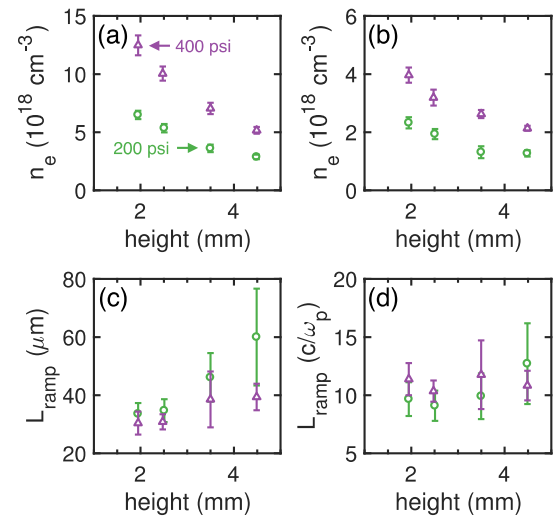 (a)
400 psi
200 psi
n_e (10^18 cm^-3)
15
10
5
0
2 4
height (mm)
(b)
n_e (10^18 cm^-3)
6
4
2
0
2 4
height (mm)
(c)
L_ramp (μm)
80
60
40
20
2 4
height (mm)
(d)
L_ramp (c/ω_p)
20
15
10
5
2 4
height (mm)